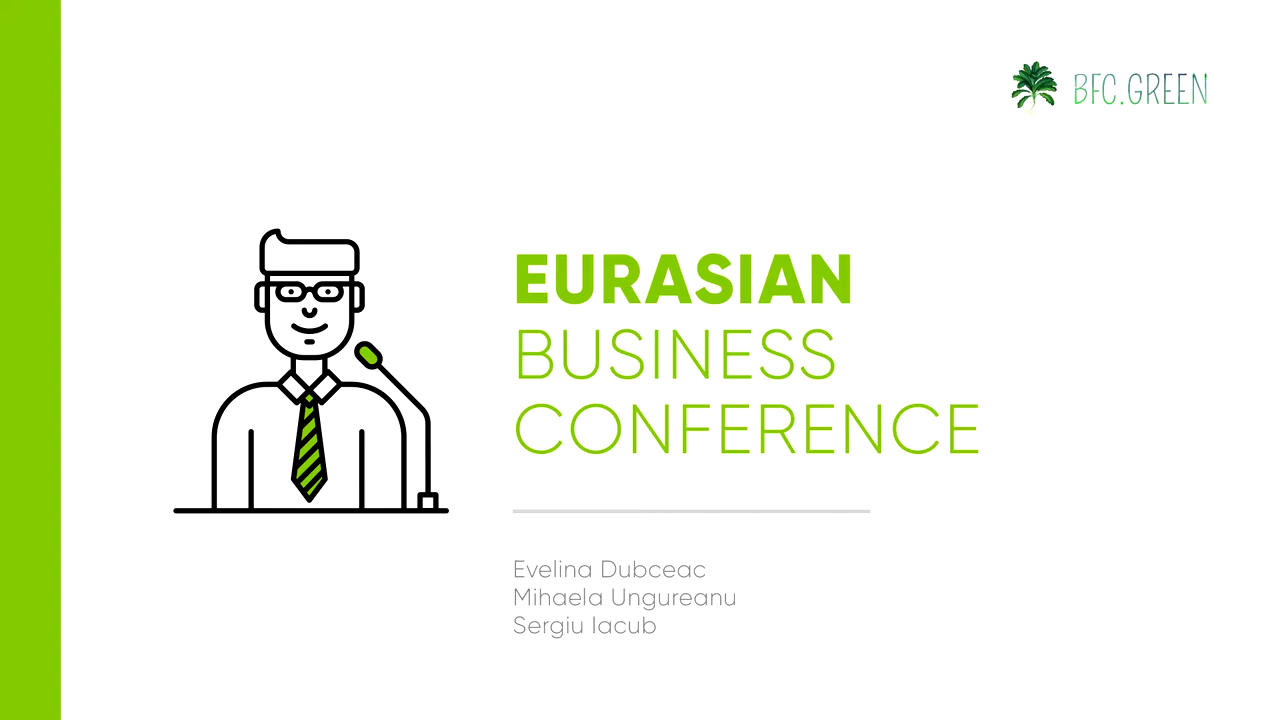 BFC.GREEN
EURASIAN
BUSINESS
CONFERENCE
Evelina Dubceac
Mihaela Ungureanu
Sergiu Iacub